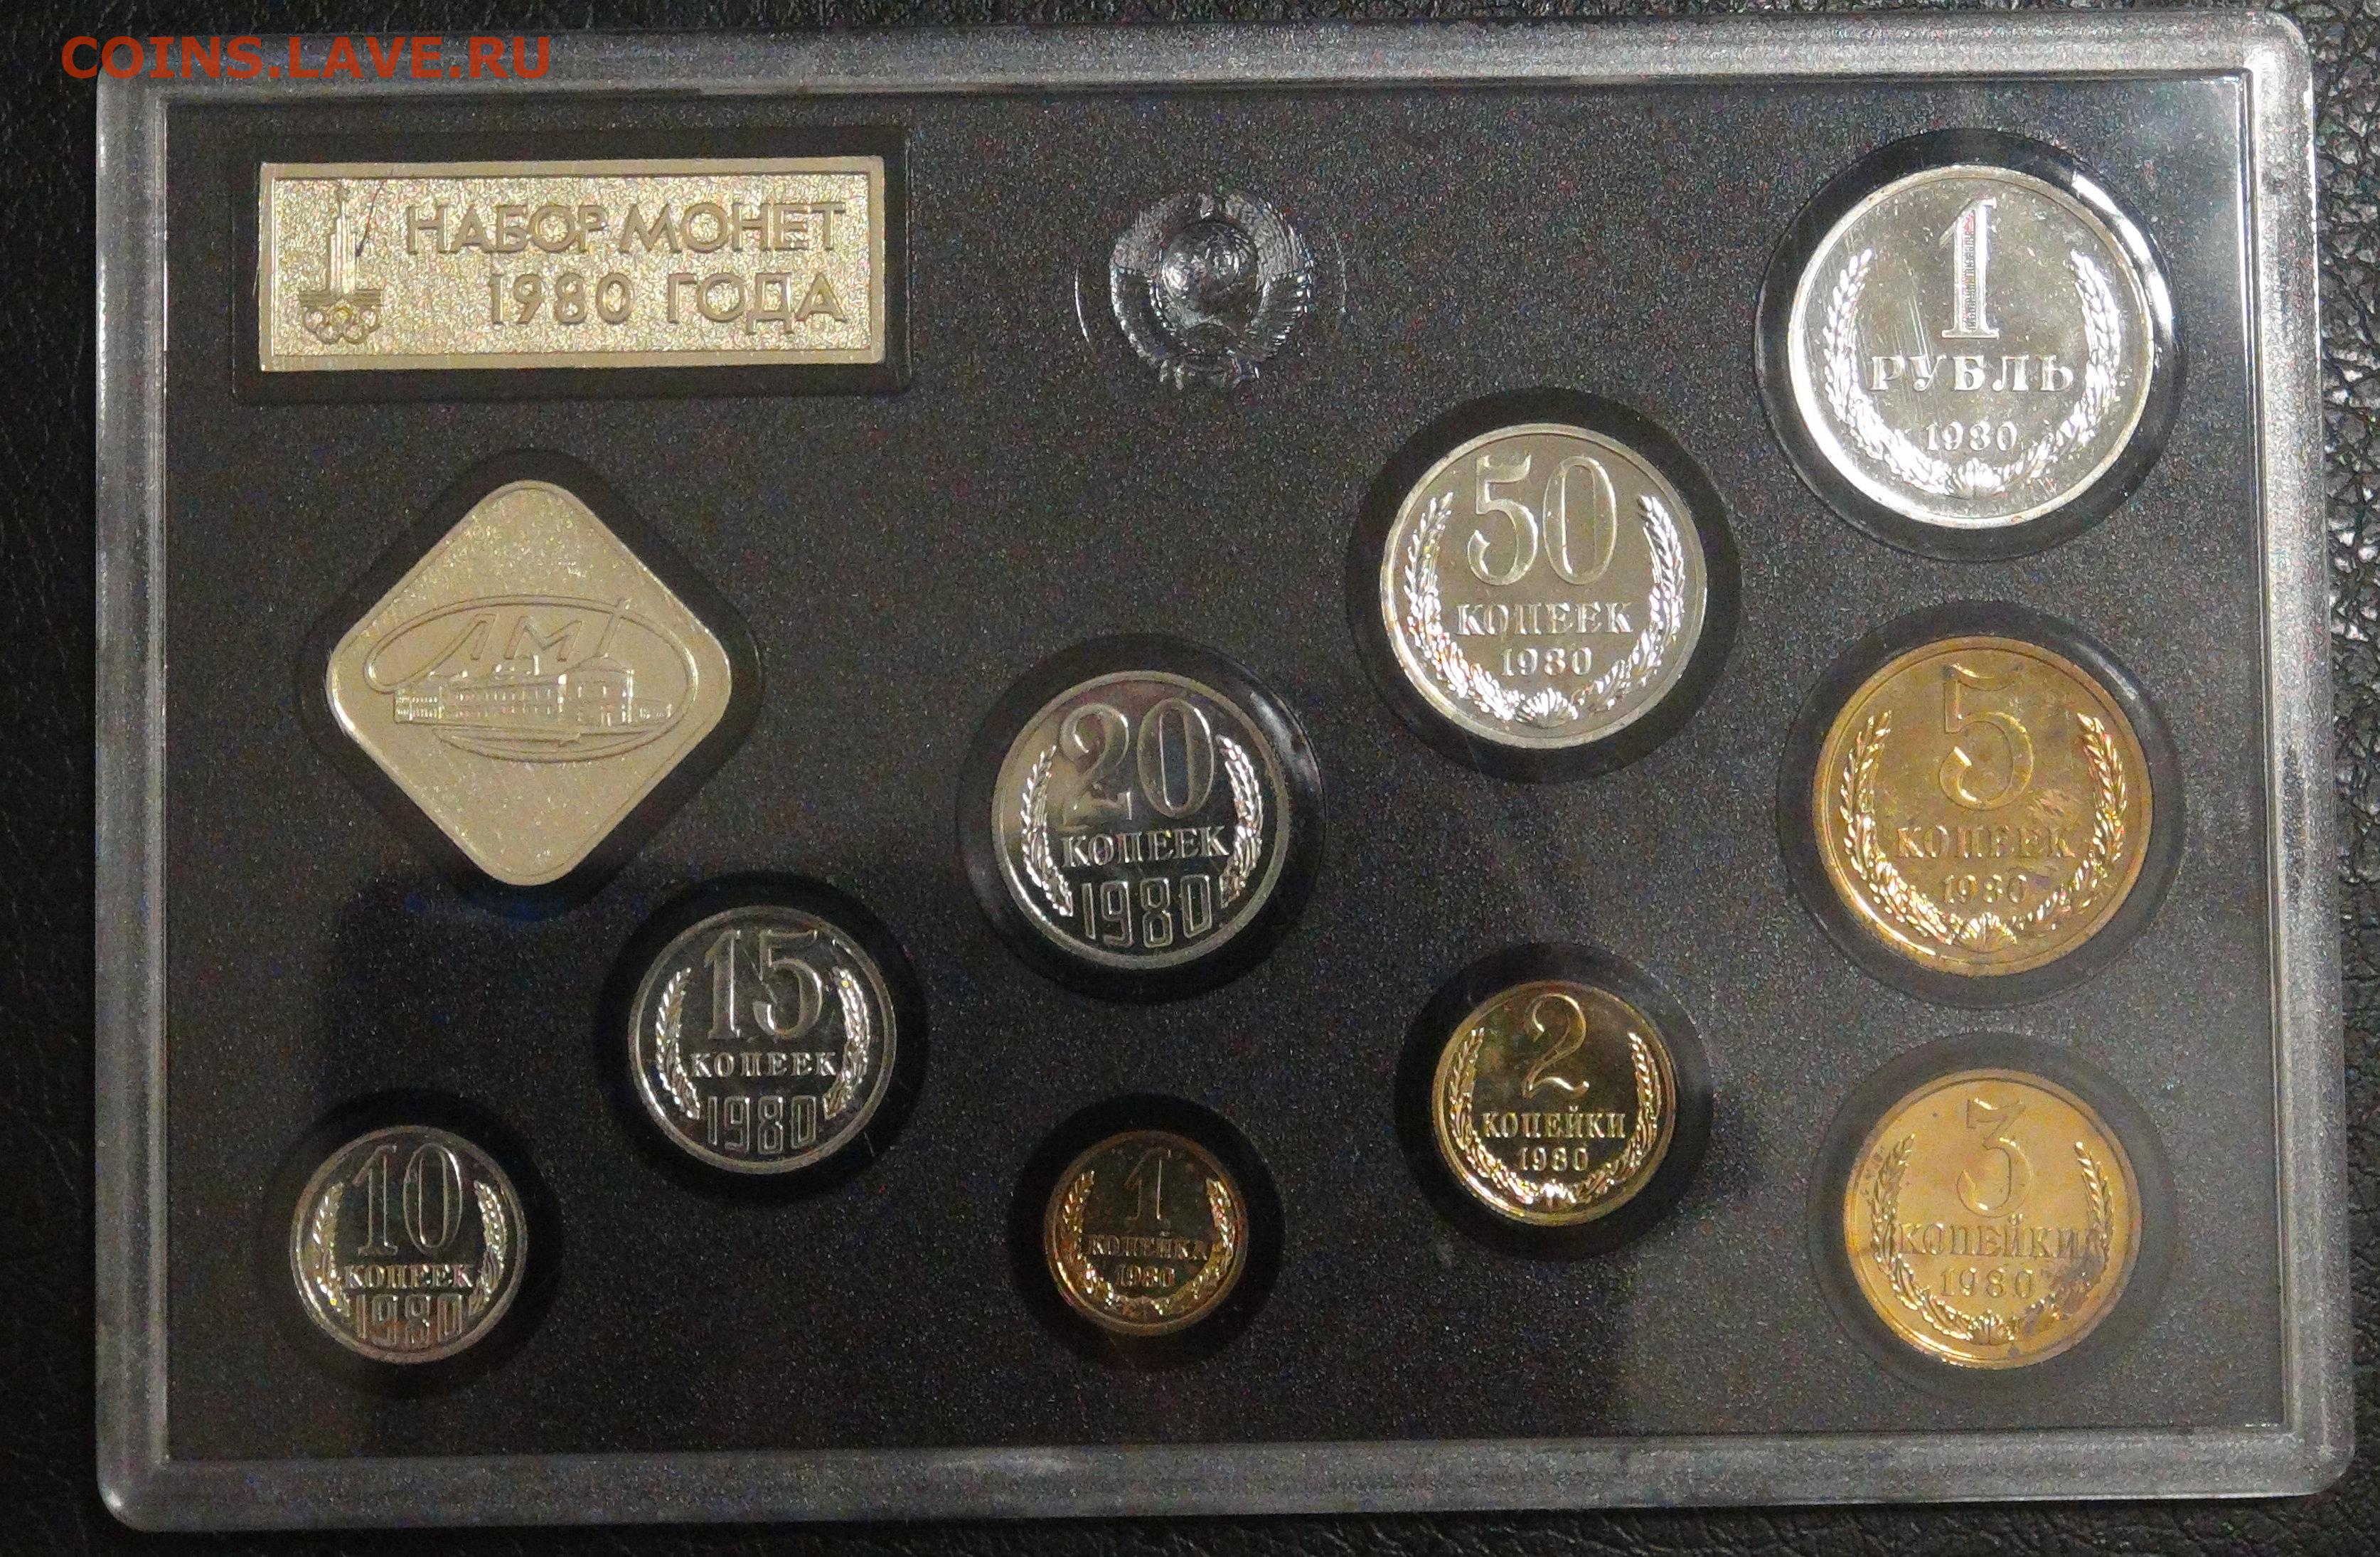 COINS.LAVE.RU
НАБОР МОНЕТ
1980 ГОДА
1
РУБЛЬ
1980
50
КОПЕЕК
1980
ЛМД
20
КОПЕЕК
1980
5
КОПЕЕК
1980
15
КОПЕЕК
1980
2
КОПЕЙКИ
1980
10
КОПЕЕК
1980
1
КОПЕЙКА
1980
3
КОПЕЙКИ
1980